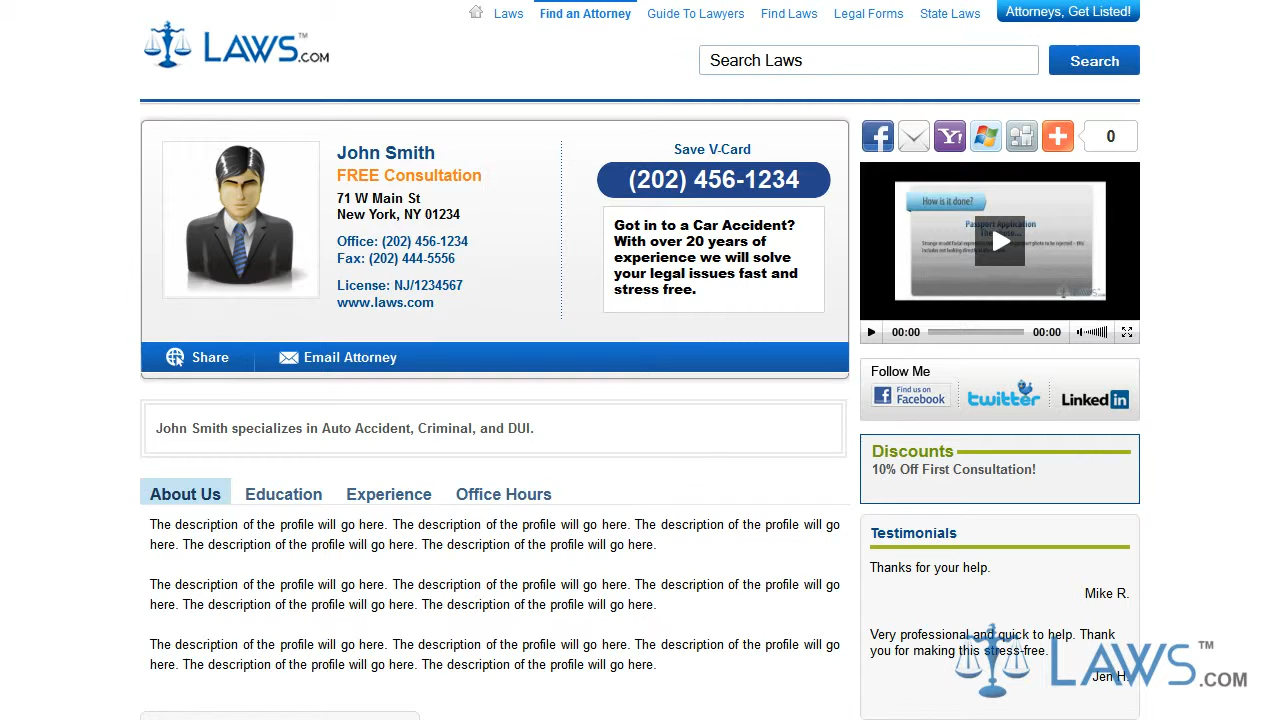 Laws
Find an Attorney
Guide To Lawyers
Find Laws
Legal Forms
State Laws
Attorneys, Get Listed!
LAWS.COM™
Search Laws
Search
John Smith
FREE Consultation
71 W Main St
New York, NY 01234
Office: (202) 456-1234
Fax: (202) 444-5556
License: NJ/1234567
www.laws.com
Save V-Card
(202) 456-1234
Got in to a Car Accident?
With over 20 years of
experience we will solve
your legal issues fast and
stress free.
Share
Email Attorney
Y!
0
How is it done?
Passport Application
00:00
00:00
Follow Me
Find us on
Facebook
twitter
Linked in
John Smith specializes in Auto Accident, Criminal, and DUI.
Discounts
10% Off First Consultation!
About Us
Education
Experience
Office Hours
The description of the profile will go here. The description of the profile will go here. The description of the profile will go
here. The description of the profile will go here. The description of the profile will go here.
The description of the profile will go here. The description of the profile will go here. The description of the profile will go
here. The description of the profile will go here. The description of the profile will go here.
The description of the profile will go here. The description of the profile will go here. The description of the profile will go
here. The description of the profile will go here. The description of the profile will go here.
Testimonials
Thanks for your help.
Mike R.
Very professional and quick to help. Thank
you for making this stress-free.
Jen H.
LAWS.COM™